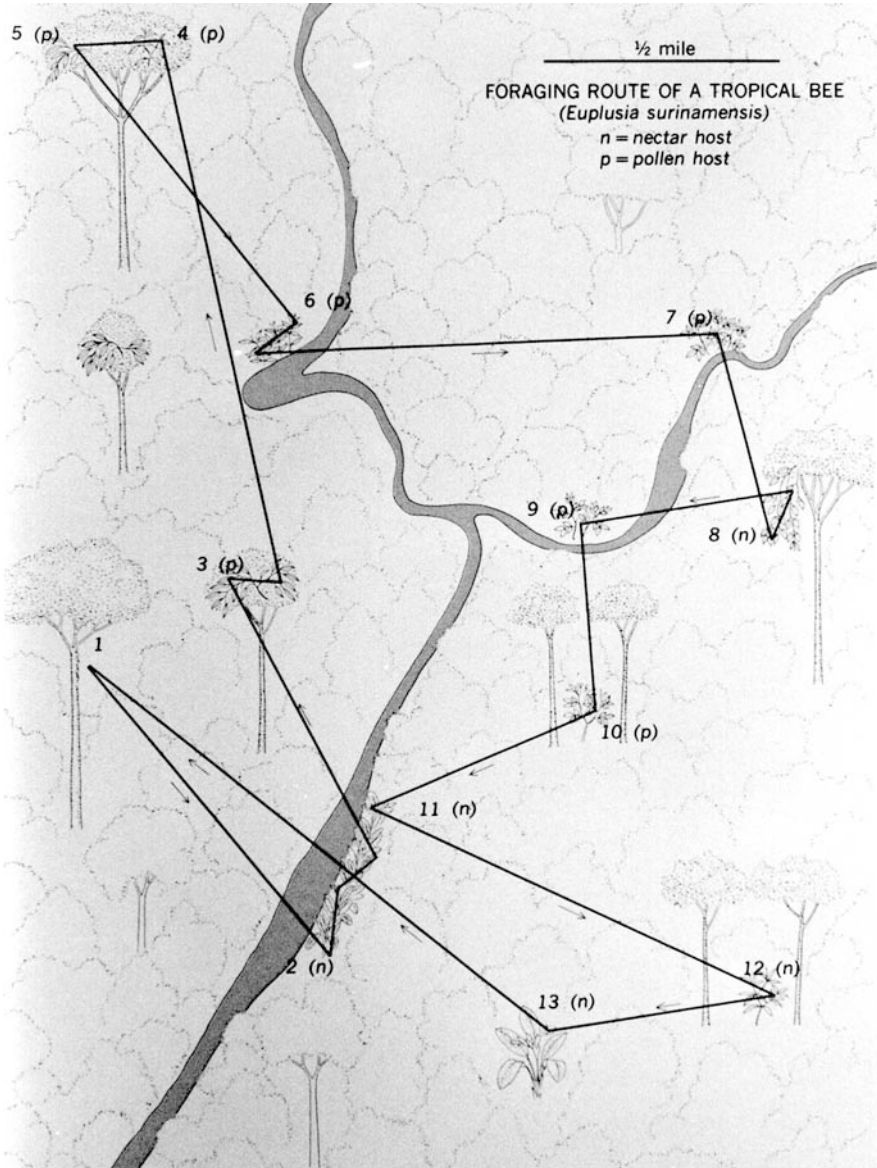 5 (p)
4 (p)
½ mile
FORAGING ROUTE OF A TROPICAL BEE
(Euplusia surinamensis)
n = nectar host
p = pollen host
6 (p)
7 (p)
9 (p)
8 (n)
3 (p)
1
10 (p)
11 (n)
2 (n)
12 (n)
13 (n)